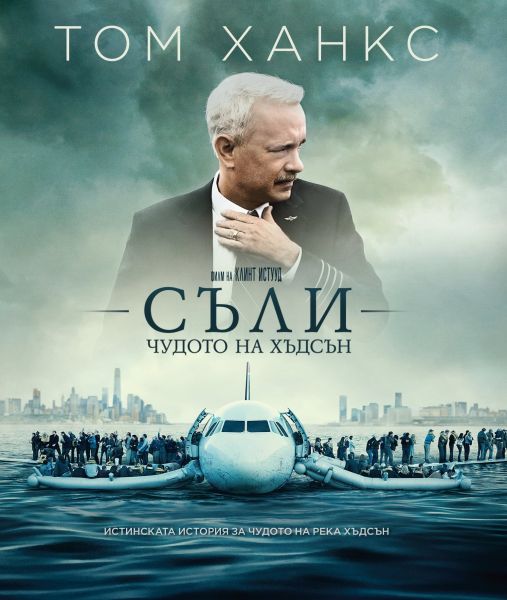 ТОМ ХАНКС
ФИЛМ НА КЛИНТ ИСТУУД
СЪЛИ
ЧУДОТО НА ХЪДСЪН
ИСТИНСКАТА ИСТОРИЯ ЗА ЧУДОТО НА РЕКА ХЪДСЪН